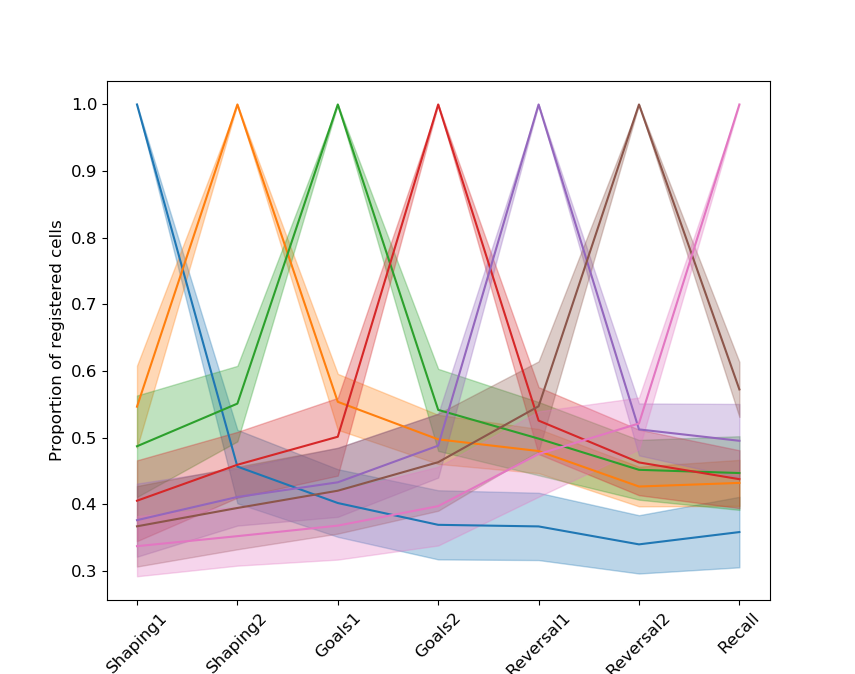 Proportion of registered cells
1.0
0.9
0.8
0.7
0.6
0.5
0.4
0.3
Shaping1
Shaping2
Goals1
Goals2
Reversal1
Reversal2
Recall